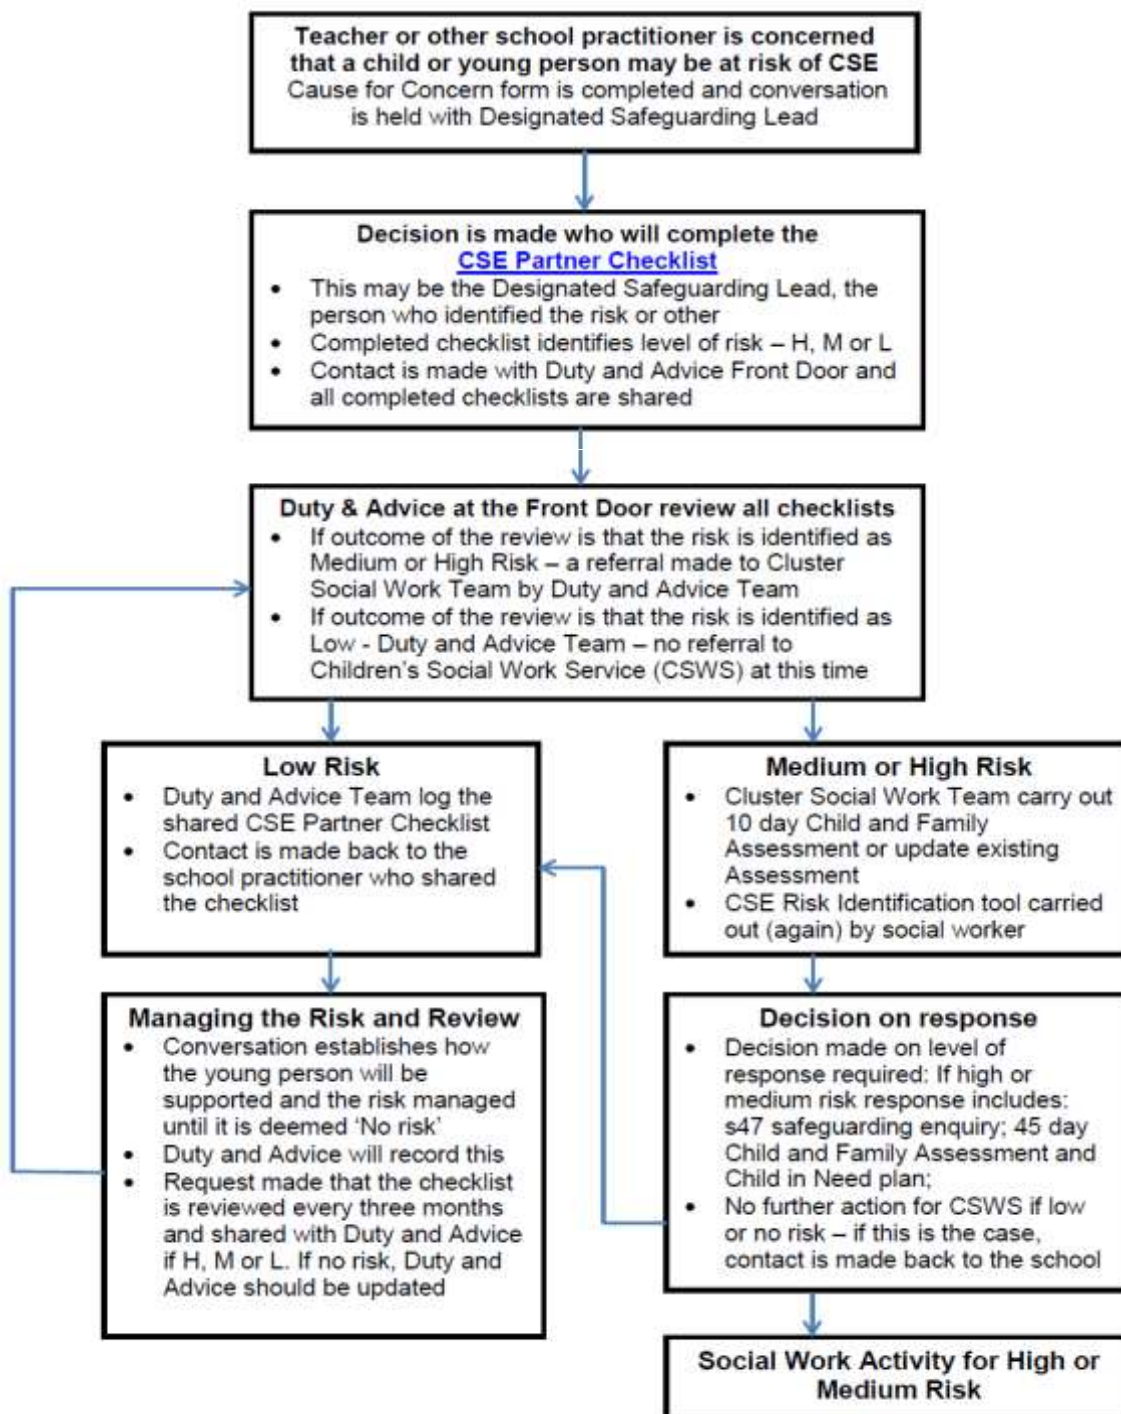 Teacher or other school practitioner is concerned
that a child or young person may be at risk of CSE
Cause for Concern form is completed and conversation
is held with Designated Safeguarding Lead
Decision is made who will complete the
CSE Partner Checklist
• This may be the Designated Safeguarding Lead, the
person who identified the risk or other
• Completed checklist identifies level of risk – H, M or L
• Contact is made with Duty and Advice Front Door and
all completed checklists are shared
Duty & Advice at the Front Door review all checklists
• If outcome of the review is that the risk is identified as
Medium or High Risk – a referral made to Cluster
Social Work Team by Duty and Advice Team
• If outcome of the review is that the risk is identified as
Low - Duty and Advice Team – no referral to
Children's Social Work Service (CSWS) at this time
Low Risk
• Duty and Advice Team log the
shared CSE Partner Checklist
• Contact is made back to the
school practitioner who shared
the checklist
Medium or High Risk
• Cluster Social Work Team carry out
10 day Child and Family
Assessment or update existing
Assessment
• CSE Risk Identification tool carried
out (again) by social worker
Managing the Risk and Review
• Conversation establishes how
the young person will be
supported and the risk managed
until it is deemed 'No risk'
• Duty and Advice will record this
• Request made that the checklist
is reviewed every three months
and shared with Duty and Advice
if H, M or L. If no risk, Duty and
Advice should be updated
Decision on response
• Decision made on level of
response required: If high or
medium risk response includes:
s47 safeguarding enquiry; 45 day
Child and Family Assessment and
Child in Need plan;
• No further action for CSWS if low
or no risk – if this is the case,
contact is made back to the school
Social Work Activity for High or
Medium Risk